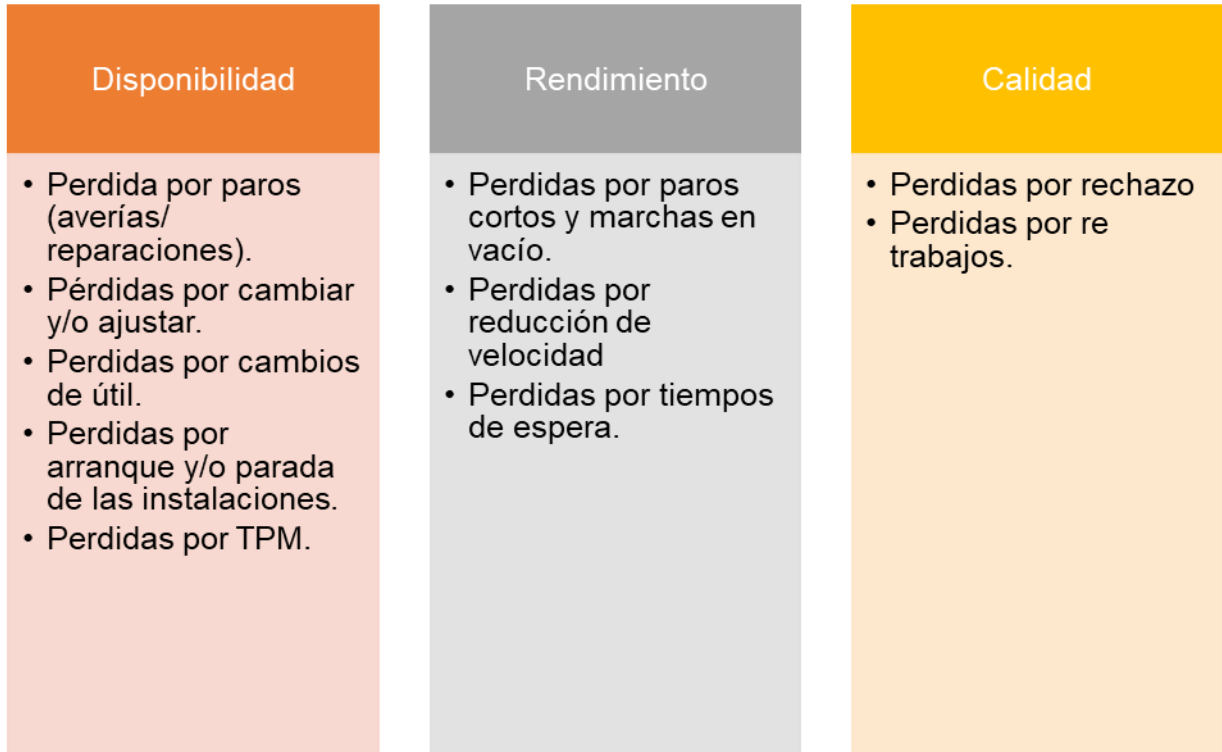 Disponibilidad
• Perdida por paros
(averías/
reparaciones).
• Pérdidas por cambiar
y/o ajustar.
• Perdidas por cambios
de útil.
• Perdidas por
arranque y/o parada
de las instalaciones.
• Perdidas por TPM.
Rendimiento
• Perdidas por paros
cortos y marchas en
vacío.
• Perdidas por
reducción de
velocidad
• Perdidas por tiempos
de espera.
Calidad
• Perdidas por rechazo
• Perdidas por re
trabajos.